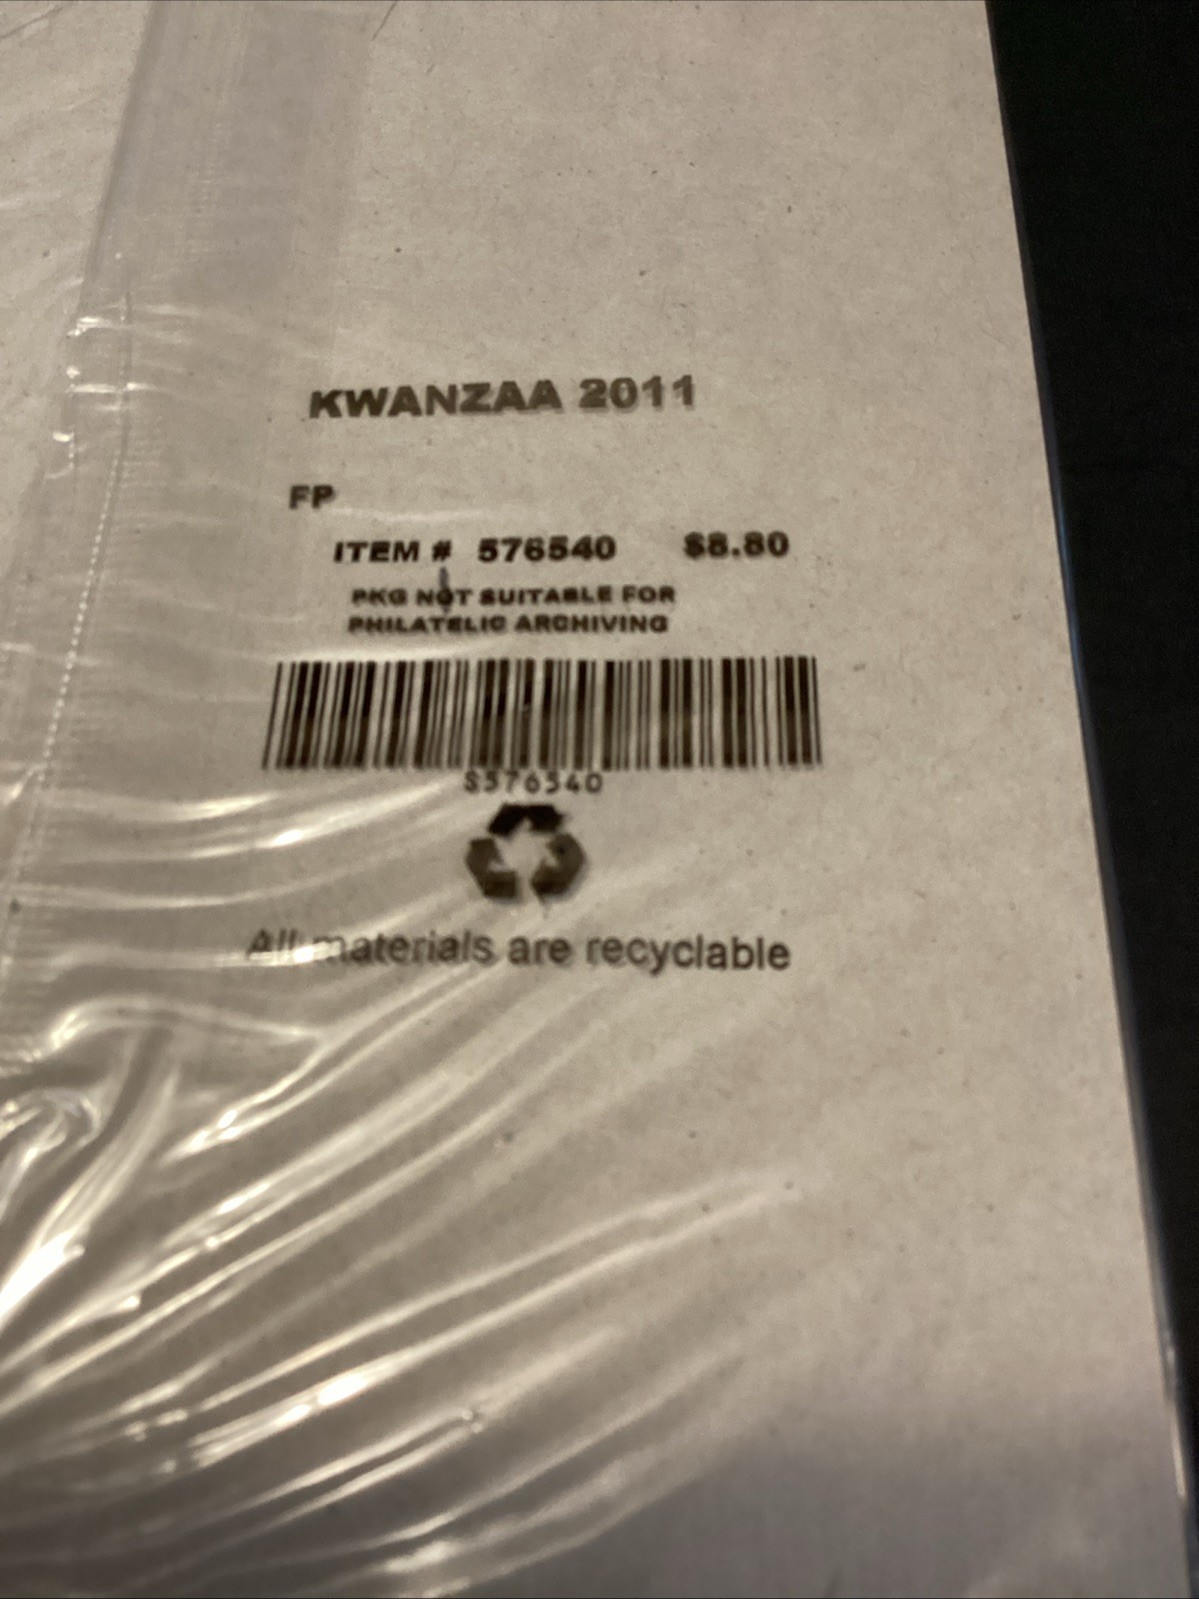 KWANZAA 2011
FP
ITEM # 576540 $8.80
PKG NOT SUITABLE FOR
PHILATELIC ARCHIVING
S576540
All materials are recyclable